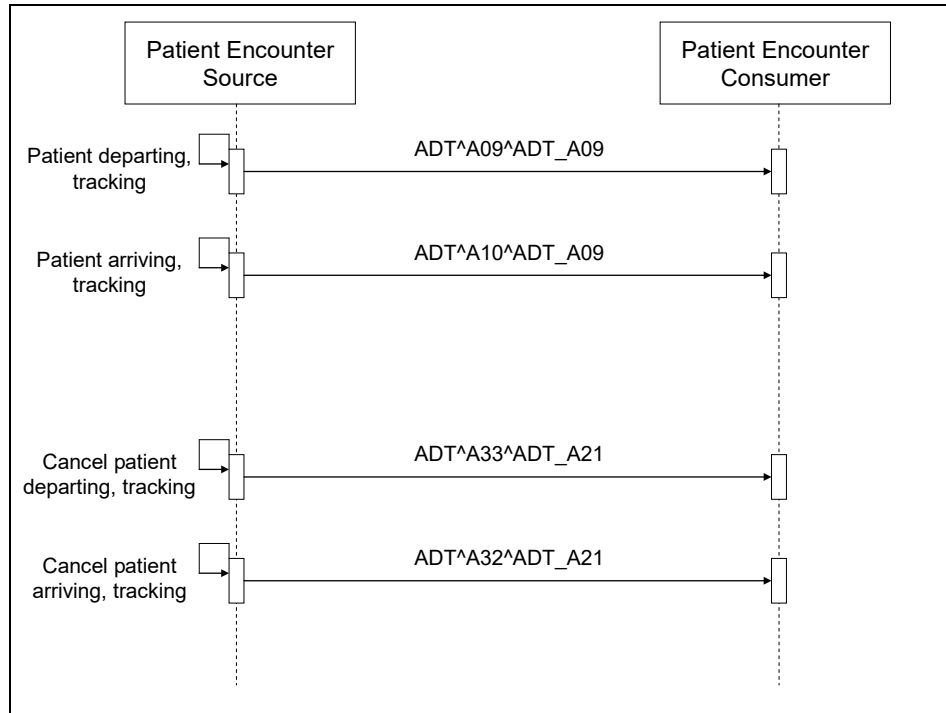 Patient Encounter
Source
Patient Encounter
Consumer
Patient departing,
tracking
ADT^A09^ADT_A09
Patient arriving,
tracking
ADT^A10^ADT_A09
Cancel patient
departing, tracking
ADT^A33^ADT_A21
Cancel patient
arriving, tracking
ADT^A32^ADT_A21